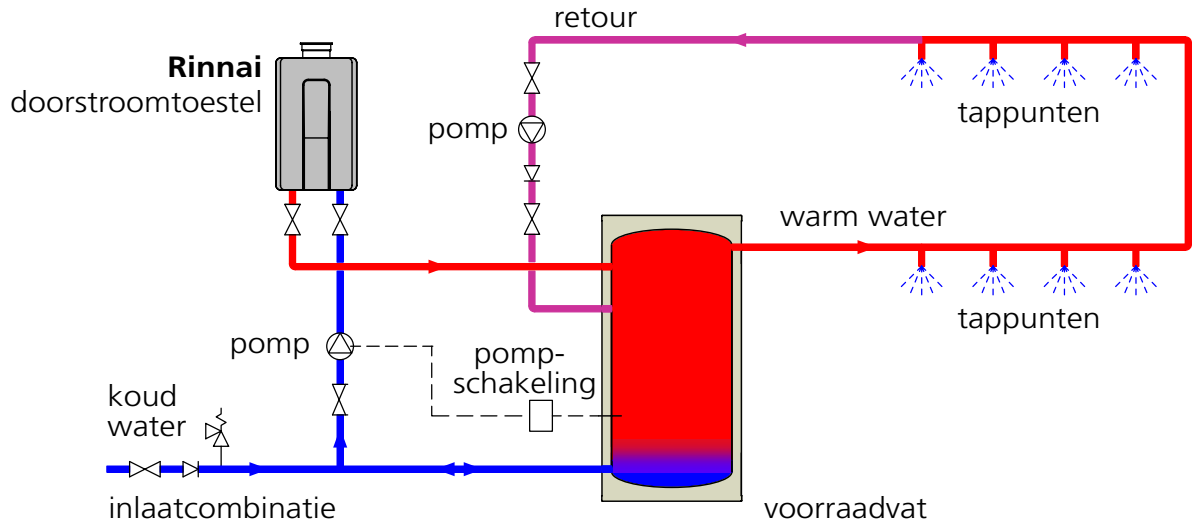 retour
Rinnai
doorstroomtoestel
pomp
tappunten
warm water
tappunten
pomp
pomp-
schakeling
koud
water
inlaatcombinatie
voorraadvat